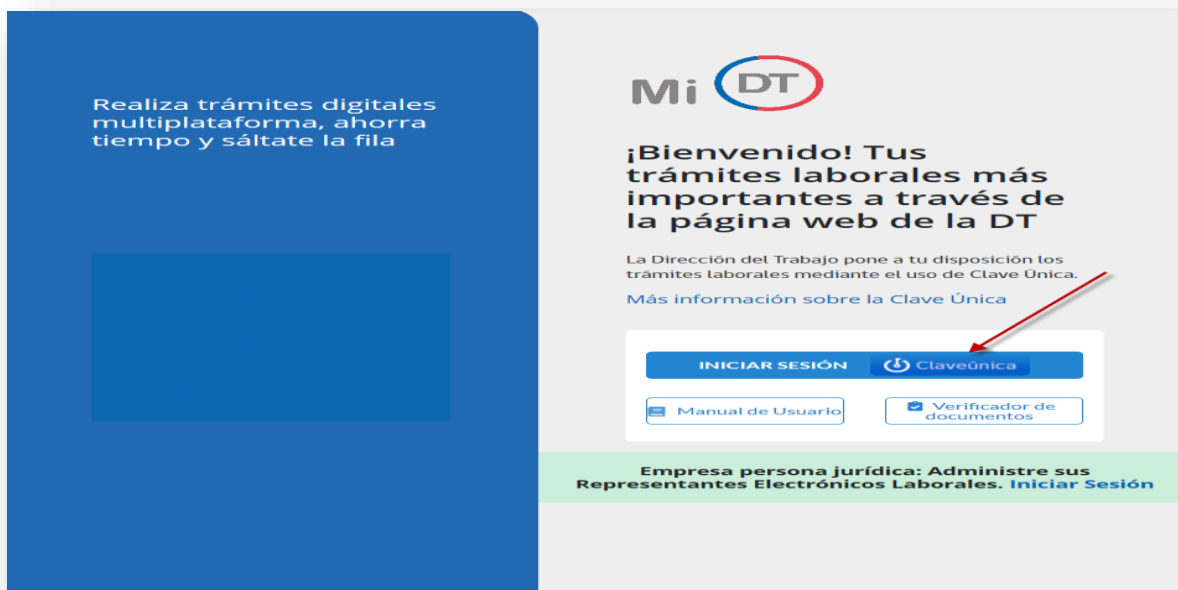 Realiza trámites digitales
multiplataforma, ahorra
tiempo y sáltate la fila
Mi DT
¡Bienvenido! Tus
trámites laborales más
importantes a través de
la página web de la DT
La Dirección del Trabajo pone a tu disposición los
trámites laborales mediante el uso de Clave Única.
Más información sobre la Clave Única
INICIAR SESIÓN Claveúnica
Manual de Usuario
Verificador de
documentos
Empresa persona jurídica: Administre sus
Representantes Electrónicos Laborales. Iniciar Sesión